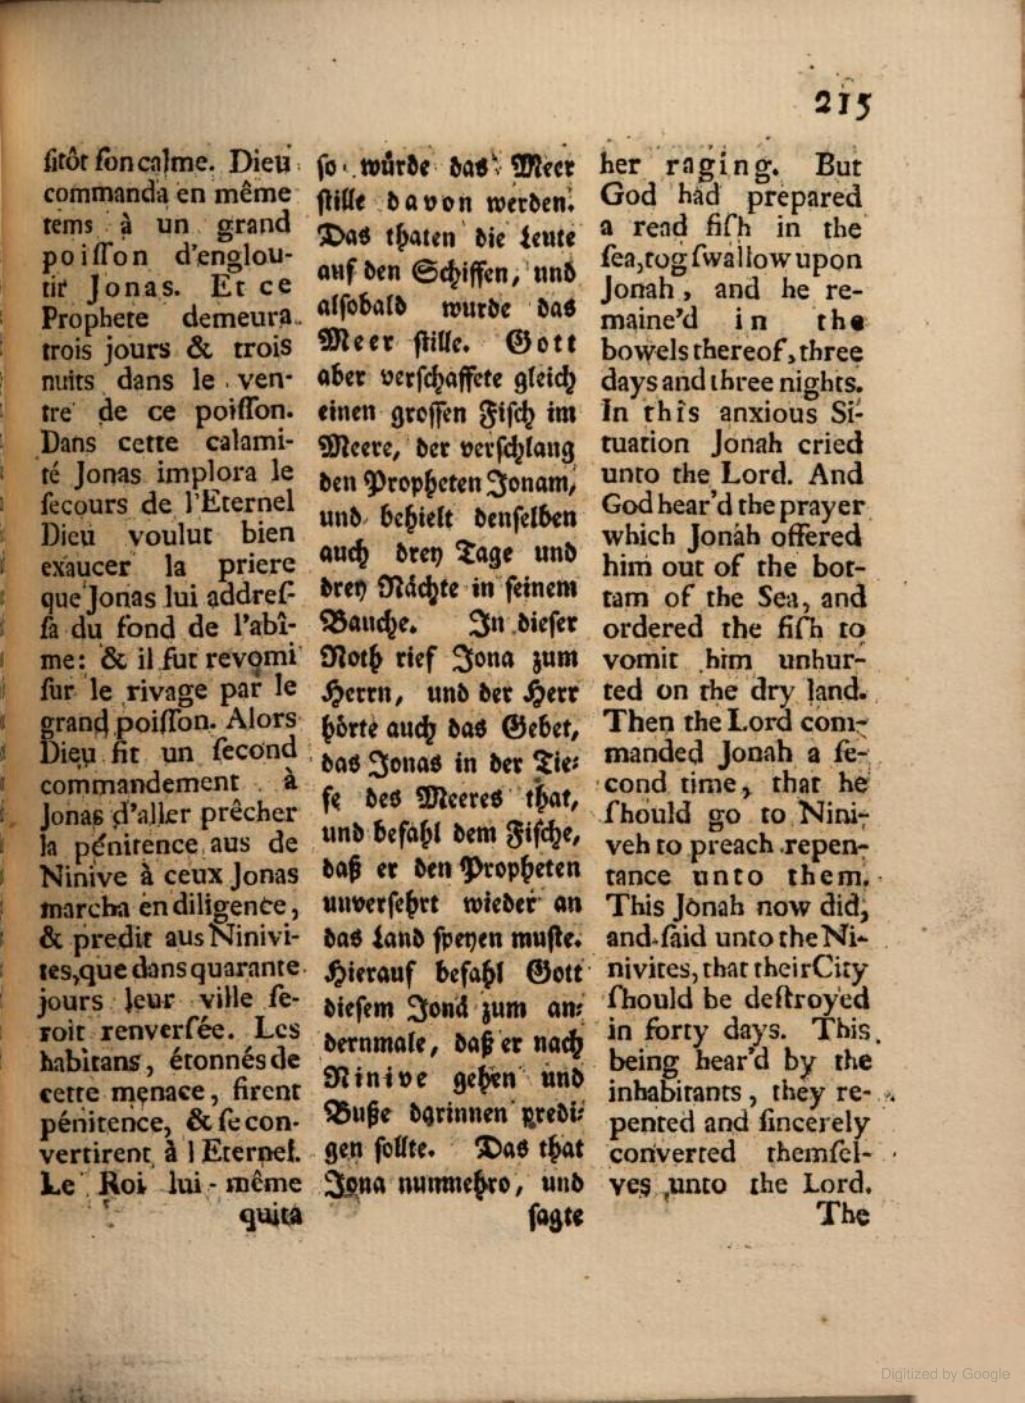 215
ſitôt ſon calme. Dieu
commanda en même
tems à un grand
poiſſon d'englou-
tir Jonas. Et ce
Prophete demeura
trois jours & trois
nuits dans le ven-
tre de ce poiſſon.
Dans cette calami-
té Jonas implora le
ſecours de l'Eternel
Dieu voulut bien
exaucer la priere
que Jonas lui addreſ-
ſa du fond de l'abî-
me: & il fut revomi
ſur le rivage par le
grand poiſſon. Alors
Dieu fit un ſecond
commandement à
Jonas d'aller prêcher
la pénitence aus de
Ninive à ceux Jonas
marcha en diligence,
& predit aus Ninivi-
tes, que dans quarante
jours leur ville ſe-
roit renverſée. Les
habitans, étonnés de
cette menace, firent
pénitence, & ſe con-
vertirent à l Eternel.
Le Roi lui-même
quita
ſo wůrde das Meer
ſtille davon werden.
Das thaten die Leute
auf den Schiffen, und
alſobald wurde das
Meer ſtille. Gott
aber verſchaffete gleich
einen groſſen Fiſch im
Meere, der verſchlang
den Propheten Jonam,
und behielt denſelben
auch drey Tage und
drey Nåchte in ſeinem
Bauche. In dieſer
Noth rief Jona zum
Herrn, und der Herr
hőrte auch das Gebet,
das Jonas in der Tie-
fe des Meeres that,
und befahl dem Fiſche,
daß er den Propheten
unverſehrt wieder an
das Land ſpeyen muſte.
Hierauf befahl Gott
dieſem Jonå zum an-
dernmale, daß er nach
Ninive gehen und
Buße darinnen predi-
gen ſollte. Das that
Jona nunmehro, und
ſagte
her raging. But
God had prepared
a read fiſh in the
ſea, tog ſwallow upon
Jonah, and he re-
maine'd in the
bowels thereof, three
days and three nights.
In this anxious Si-
tuation Jonah cried
unto the Lord. And
God hear'd the prayer
which Jonah offered
him out of the bot-
tam of the Sea, and
ordered the fiſh to
vomit him unhur-
ted on the dry land.
Then the Lord com-
manded Jonah a ſe-
cond time, that he
ſhould go to Nini-
veh to preach repen-
tance unto them.
This Jonah now did,
and ſaid unto the Ni-
nivites, that their City
ſhould be deſtroyed
in forty days. This
being hear'd by the
inhabitants, they re-
pented and ſincerely
converted themſel-
ves unto the Lord.
The
Digitized by Google